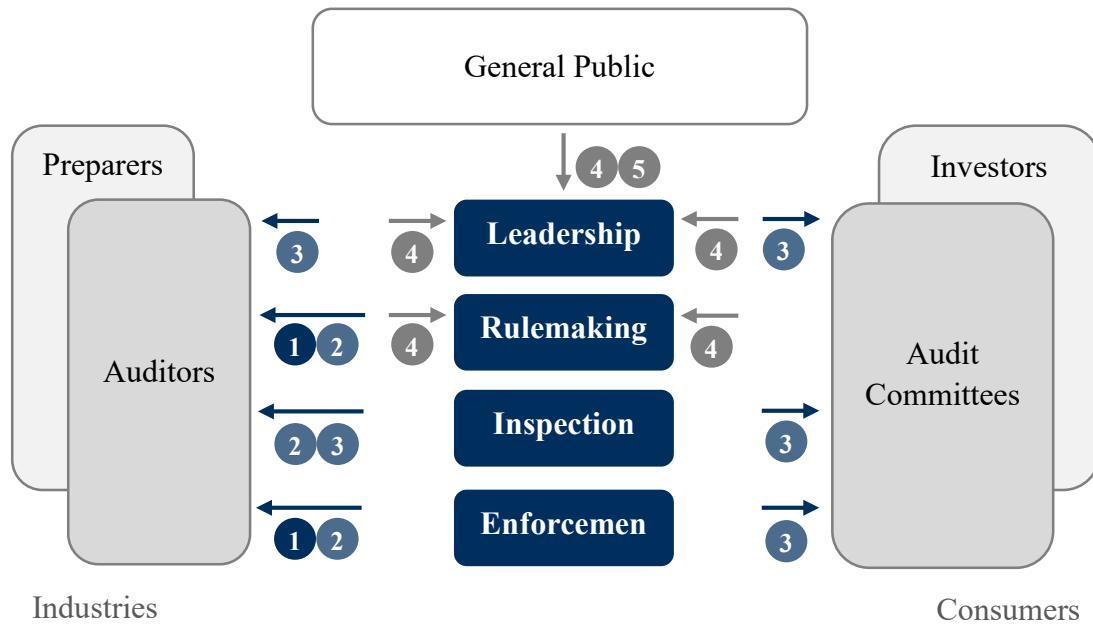 General Public
Preparers
Investors
4 5
Leadership
3 4 4 3
Rulemaking
1 2 4 4
Auditors
Audit
Committees
Inspection
2 3 3
Enforcemen
1 2 3
Industries
Consumers